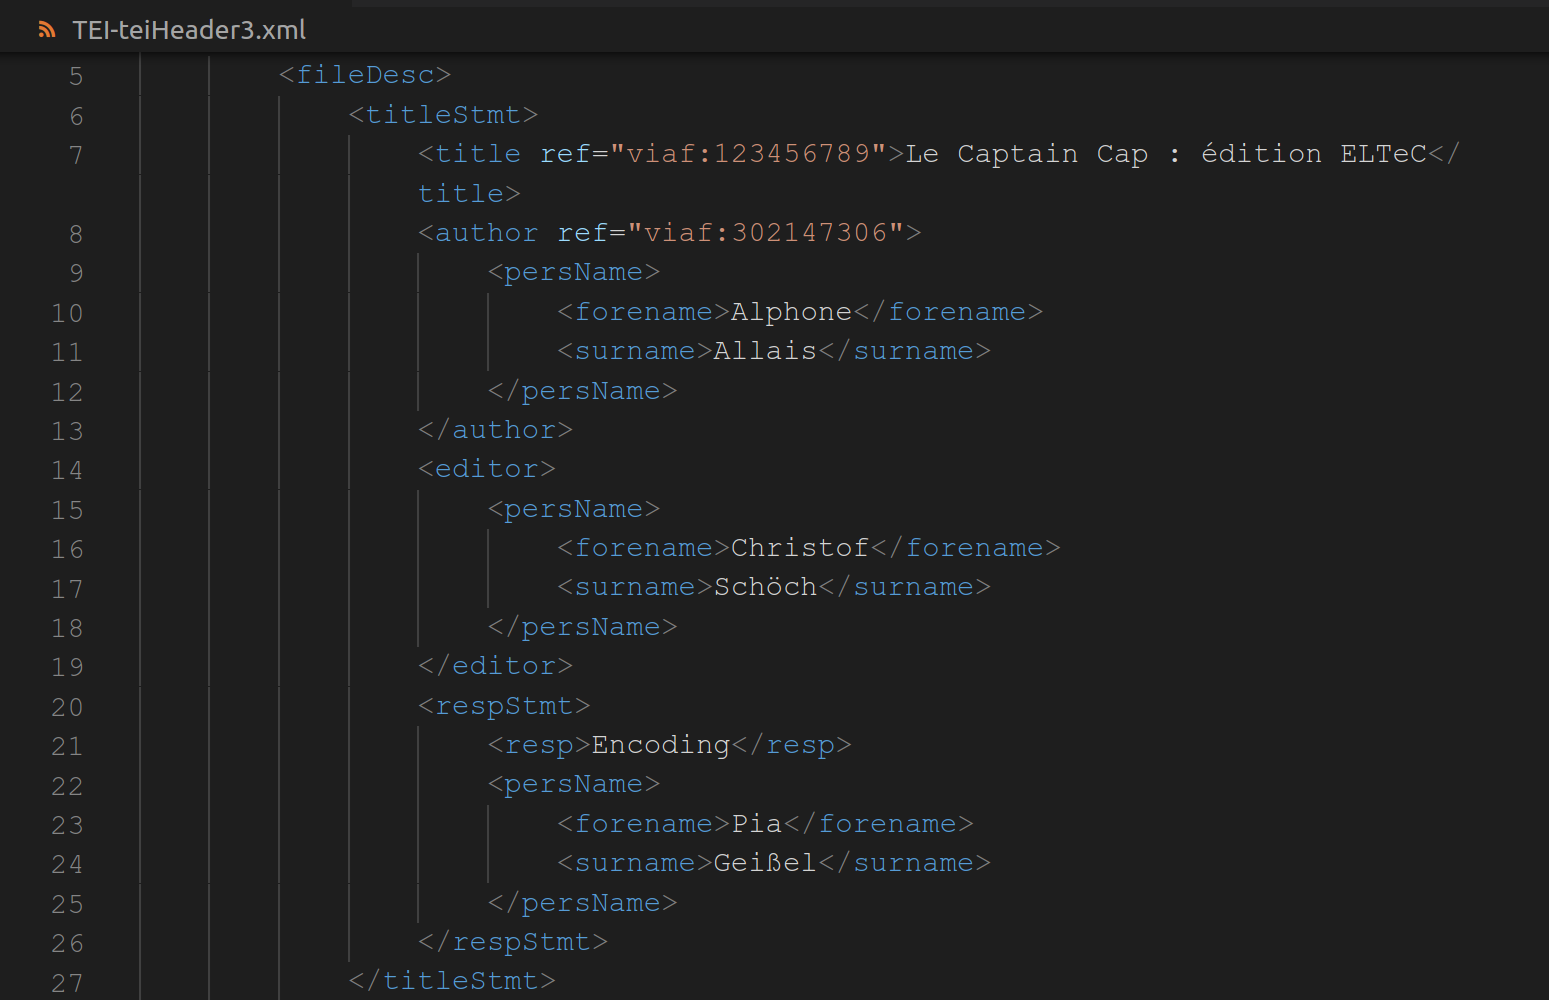 TEI-teiHeader3.xml
5 <fileDesc>
6 <titleStmt>
7 <title ref="viaf:123456789">Le Captain Cap : édition ELTeC</
title>
8 <author ref="viaf:302147306">
9 <persName>
10 <forename>Alphone</forename>
11 <surname>Allais</surname>
12 </persName>
13 </author>
14 <editor>
15 <persName>
16 <forename>Christof</forename>
17 <surname>Schöch</surname>
18 </persName>
19 </editor>
20 <respStmt>
21 <resp>Encoding</resp>
22 <persName>
23 <forename>Pia</forename>
24 <surname>Geißel</surname>
25 </persName>
26 </respStmt>
27 </titleStmt>